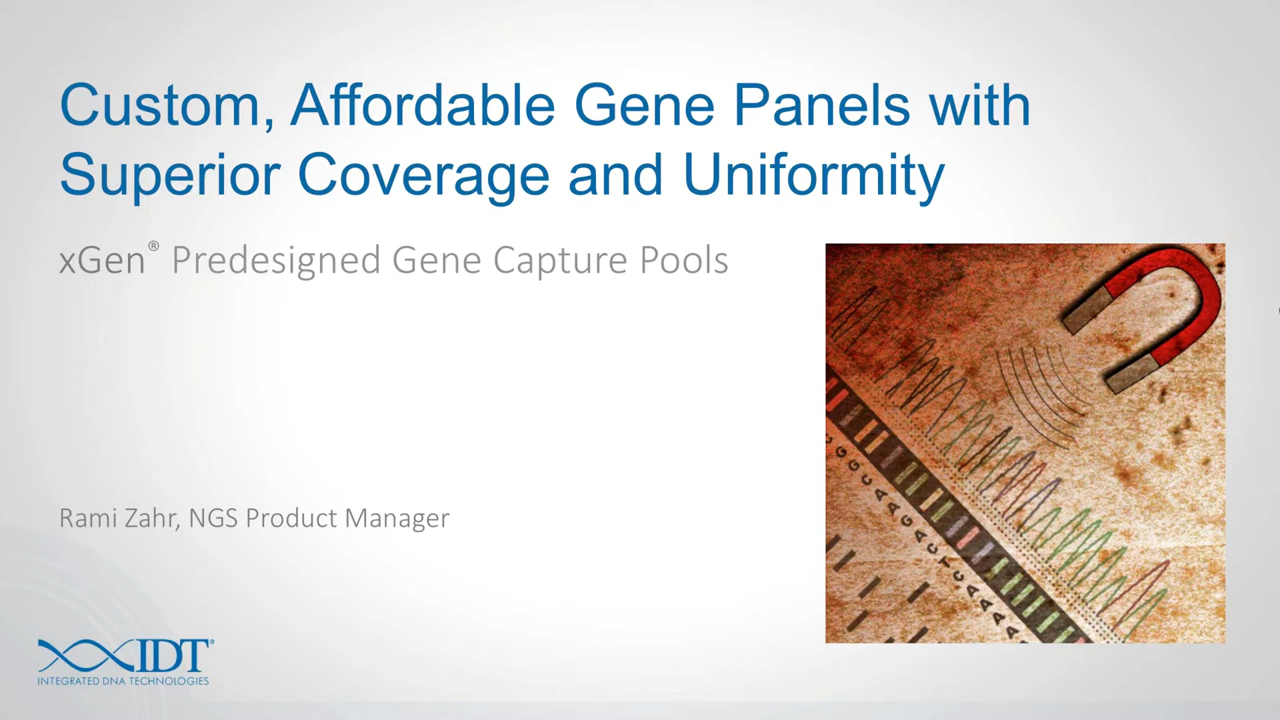 Custom, Affordable Gene Panels with
Superior Coverage and Uniformity
xGen® Predesigned Gene Capture Pools
Rami Zahr, NGS Product Manager
IDT®
INTEGRATED DNA TECHNOLOGIES